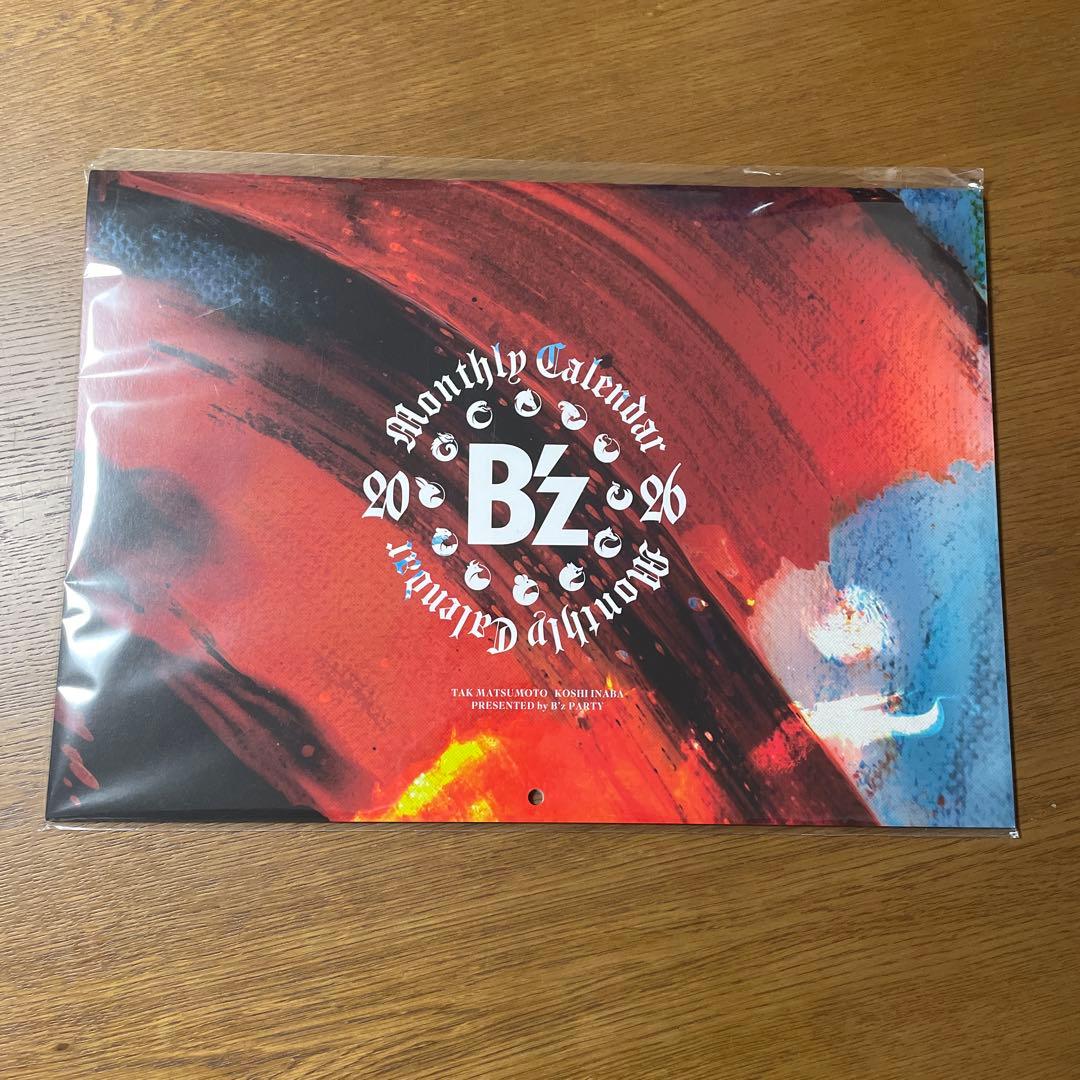 Monthly Calendar
20 B'z 26
Monthly Calendar
TAK MATSUMOTO KOSHI INABA
PRESENTED by B'z PARTY